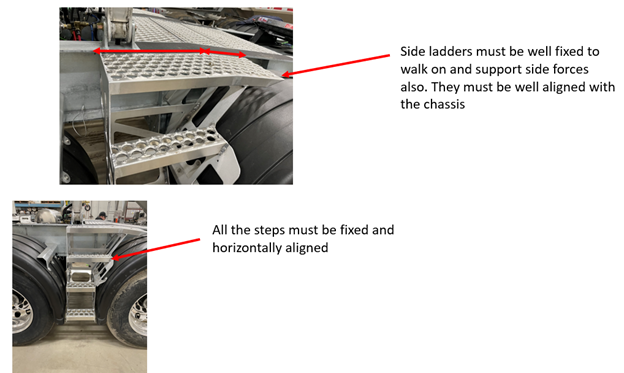 Side ladders must be well fixed to
walk on and support side forces
also. They must be well aligned with
the chassis
All the steps must be fixed and
horizontally aligned